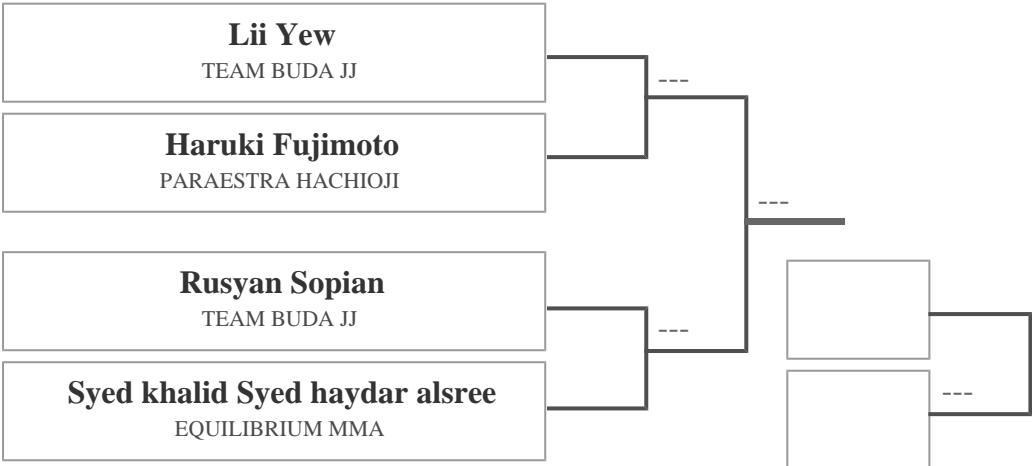 Lii Yew
TEAM BUDA JJ
---
Haruki Fujimoto
PARAESTRA HACHIOJI
---
Rusyan Sopian
TEAM BUDA JJ
---
Syed khalid Syed haydar alsree
EQUILIBRIUM MMA
---